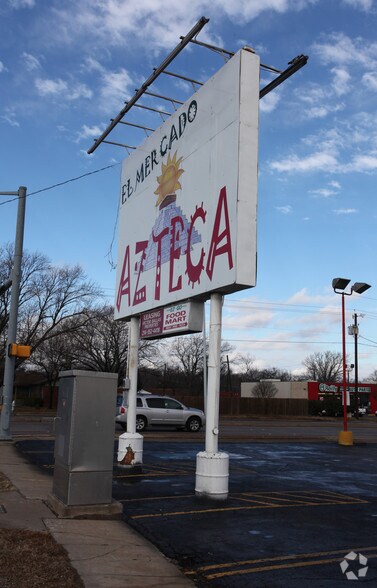 EL MERCADO
AZTECA
LEASING
FOOD MART